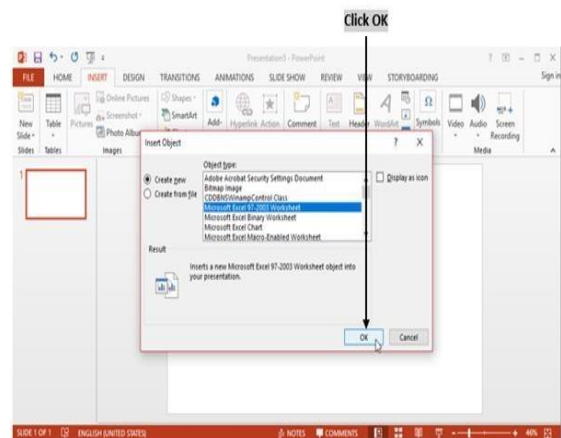 Click OK
Presentation3 - PowerPoint
FILE HOME INSERT DESIGN TRANSITIONS ANIMATIONS SLIDE SHOW REVIEW VIEW STORYBOARDING Sign in
New Slide
Table
Pictures
Online Pictures
Screenshot
Photo Album
Shapes
SmartArt
Add-
Hyperlink
Action
Comment
Text
Header
WordArt
Symbols
Video
Audio
Screen Recording
Slides Tables Images Media
Insert Object ? X
Object type:
Create new
Create from file
Adobe Acrobat Security Settings Document
Bitmap Image
CDDBNSWinampControl Class
Microsoft Excel 97-2003 Worksheet
Microsoft Excel Binary Worksheet
Microsoft Excel Chart
Microsoft Excel Macro-Enabled Worksheet
Display as icon
Result
Inserts a new Microsoft Excel 97-2003 Worksheet object into
your presentation.
OK Cancel
1
SLIDE 1 OF 1 ENGLISH (UNITED STATES) NOTES COMMENTS 46%